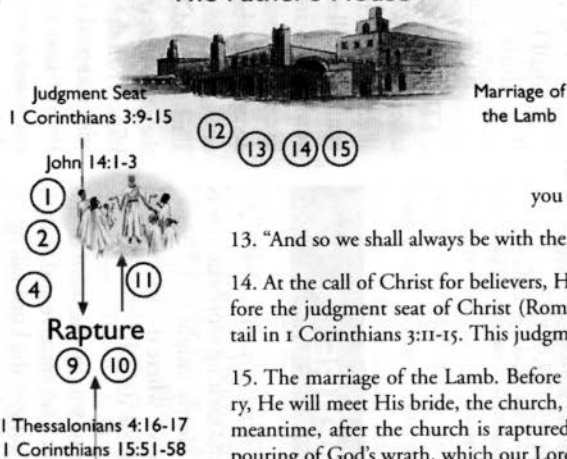 The Father's House
Judgment Seat
1 Corinthians 3:9-15
Marriage of
the Lamb
12
13
14
15
John 14:1-3
1
2
4
11
Rapture
9
10
1 Thessalonians 4:16-17
1 Corinthians 15:51-58
you
13. “And so we shall always be with the
14. At the call of Christ for believers, H
fore the judgment seat of Christ (Rom
tail in 1 Corinthians 3:11-15. This judgm
15. The marriage of the Lamb. Before
ry, He will meet His bride, the church,
meantime, after the church is raptured
pouring of God's wrath, which our Lor